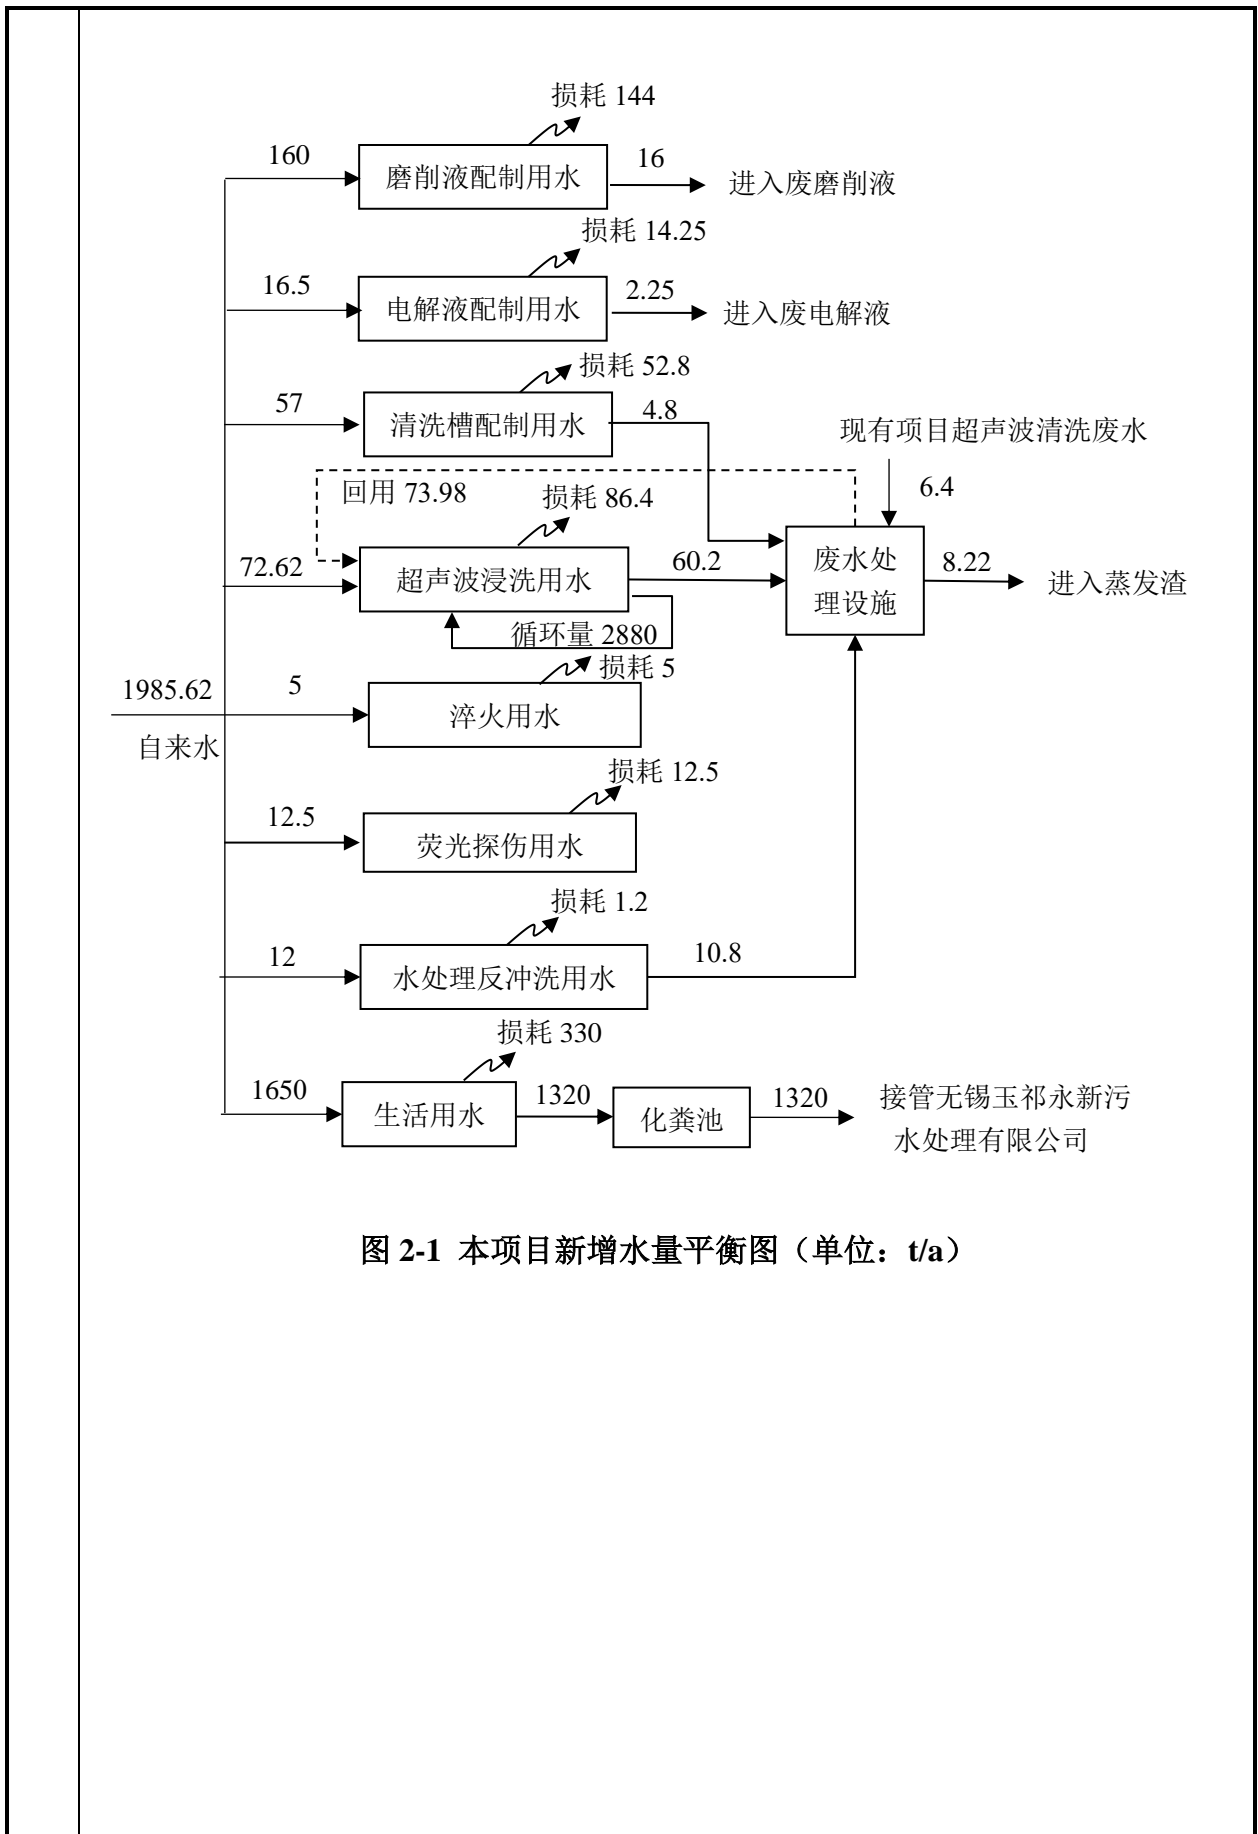 损耗 144
160
磨削液配制用水
16
进入废磨削液
损耗 14.25
16.5
电解液配制用水
2.25
进入废电解液
损耗 52.8
57
清洗槽配制用水
4.8
现有项目超声波清洗废水
6.4
回用 73.98
损耗 86.4
72.62
超声波浸洗用水
60.2
废水处
理设施
8.22
进入蒸发渣
循环量 2880
损耗 5
1985.62
自来水
5
淬火用水
损耗 12.5
12.5
荧光探伤用水
损耗 1.2
12
水处理反冲洗用水
10.8
损耗 330
1650
生活用水
1320
化粪池
1320
接管无锡玉祁永新污
水处理有限公司
图 2-1 本项目新增水量平衡图（单位：t/a）